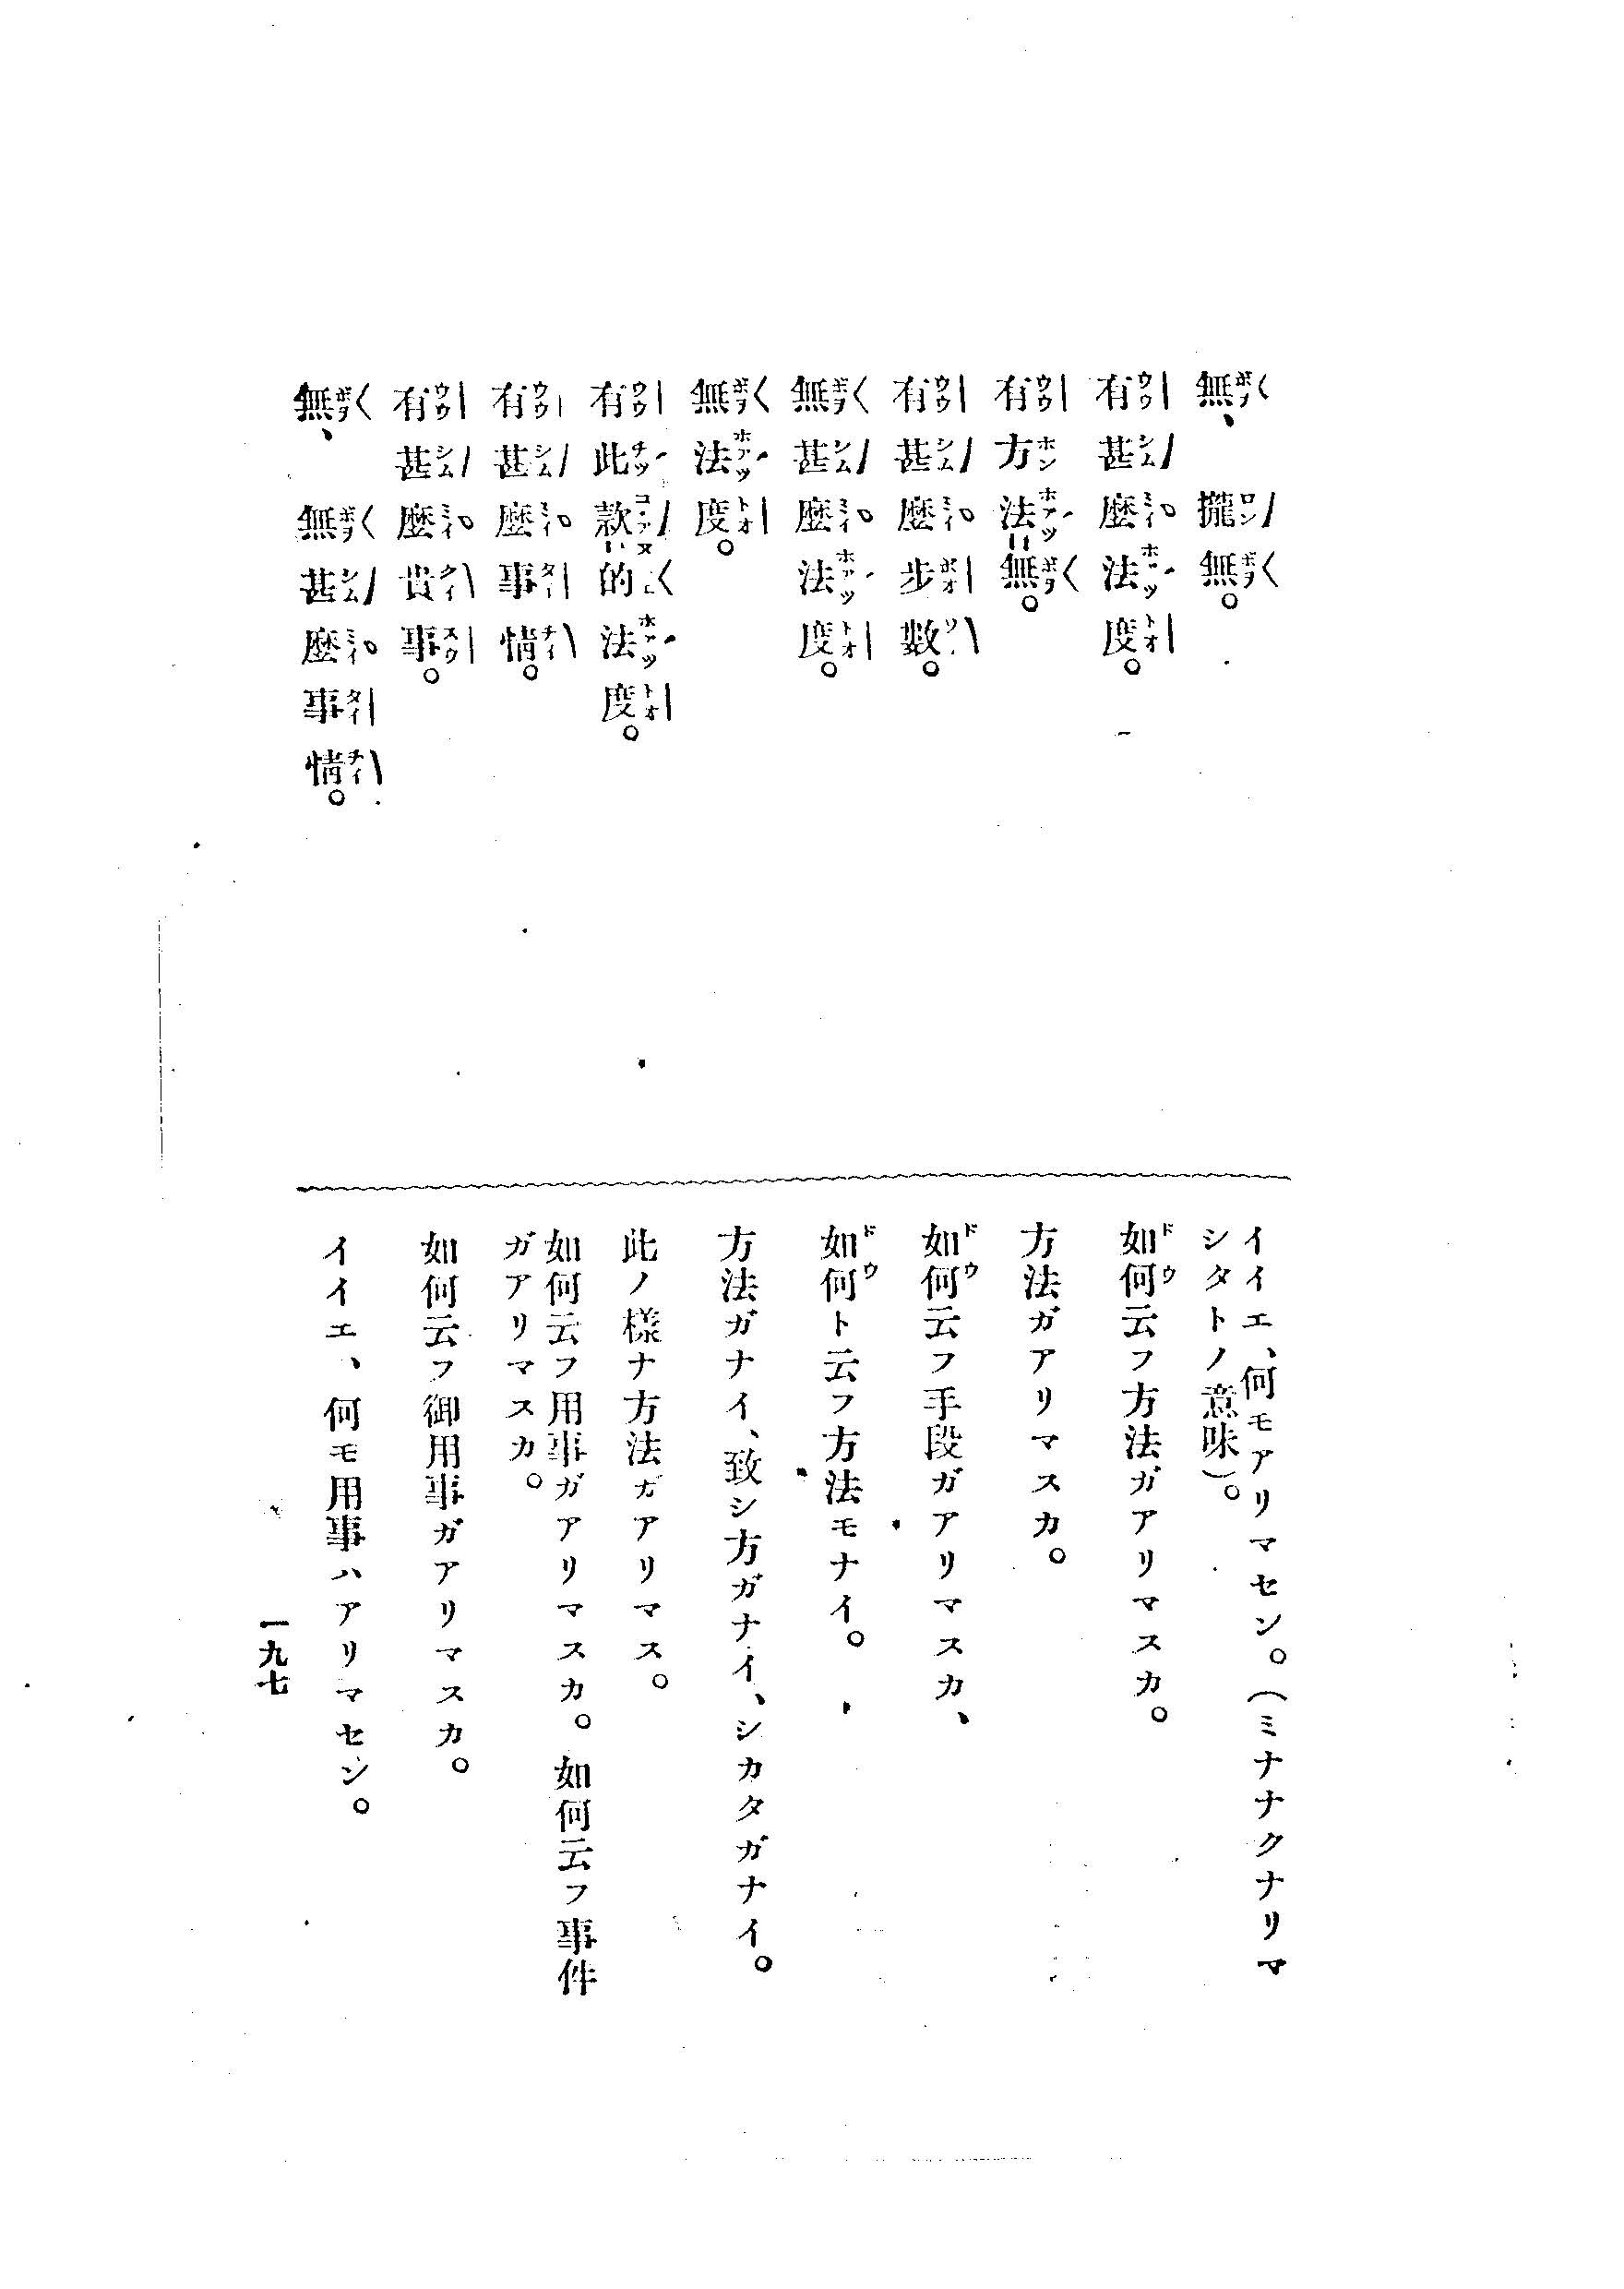 無、攏無。
有甚麼法度。
有方法無。
有甚麼步數。
無甚麼法度。
無法度。
有此款的法度。
有甚麼事情。
有甚麼貴事。
無、無甚麼事情。
イイエ、何モアリマセン。（ミナナクナリマ
シタトノ意味）。
如何云フ方法ガアリマスカ。
方法ガアリマスカ。
如何云フ手段ガアリマスカ、
如何ト云フ方法モナイ。
方法ガナイ、致シ方ガナイ、シカタガナイ。
此ノ樣ナ方法ガアリマス。
如何云フ用事ガアリマスカ。如何云フ事件
ガアリマスカ。
如何云フ御用事ガアリマスカ。
イイエ、何モ用事ハアリマセン。
一九七